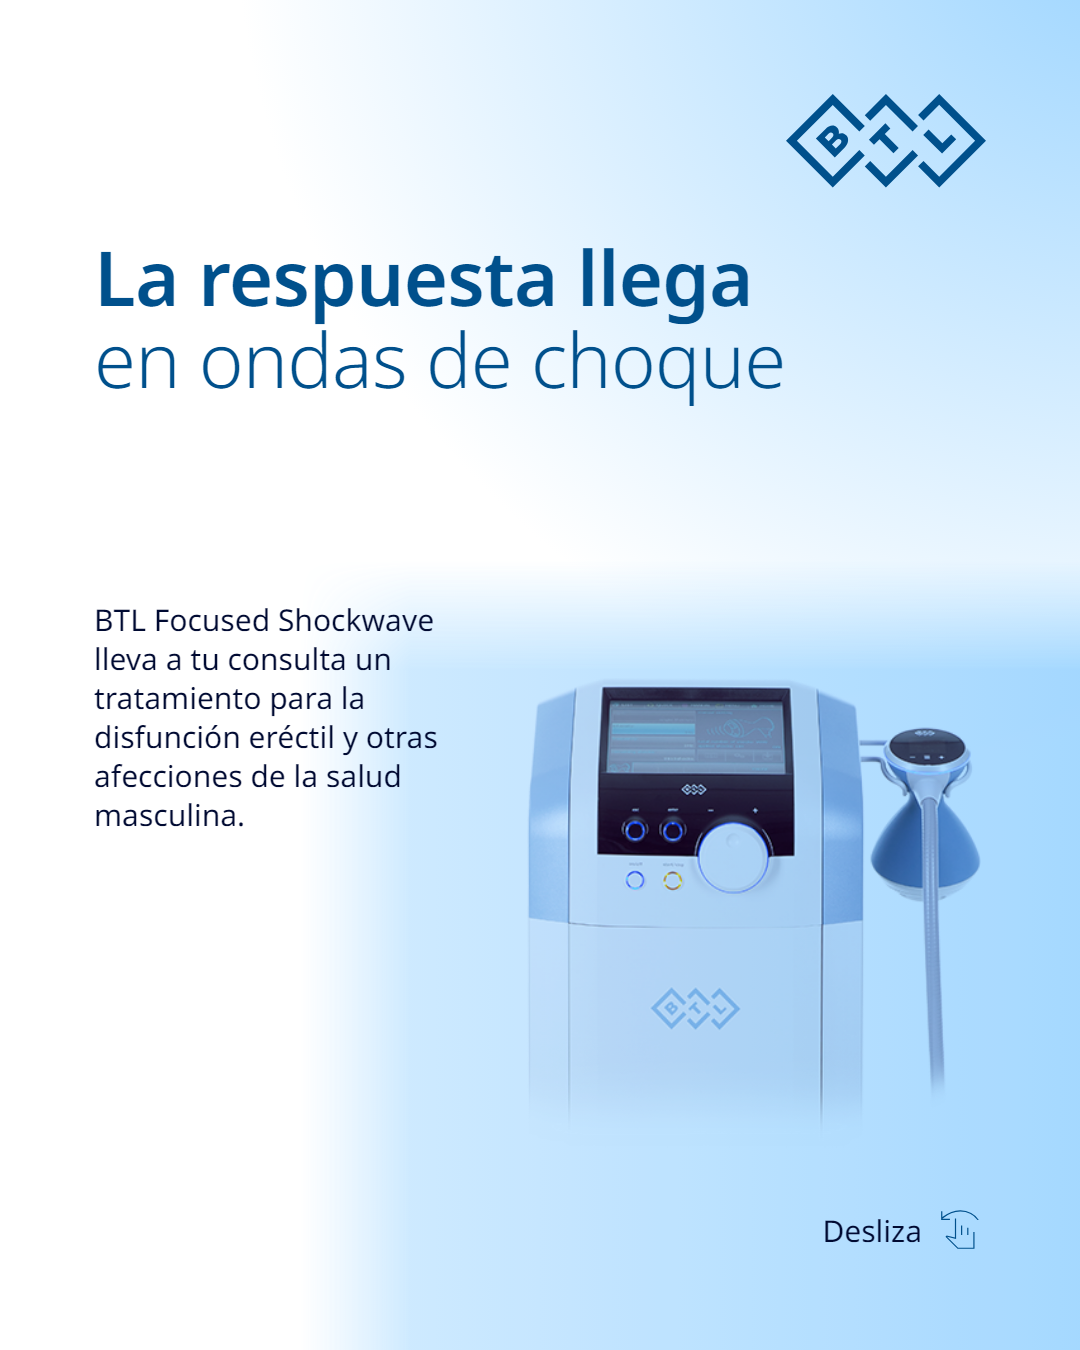 BTL
La respuesta llega
en ondas de choque
BTL Focused Shockwave
lleva a tu consulta un
tratamiento para la
disfunción eréctil y otras
afecciones de la salud
masculina.
BTL
Desliza